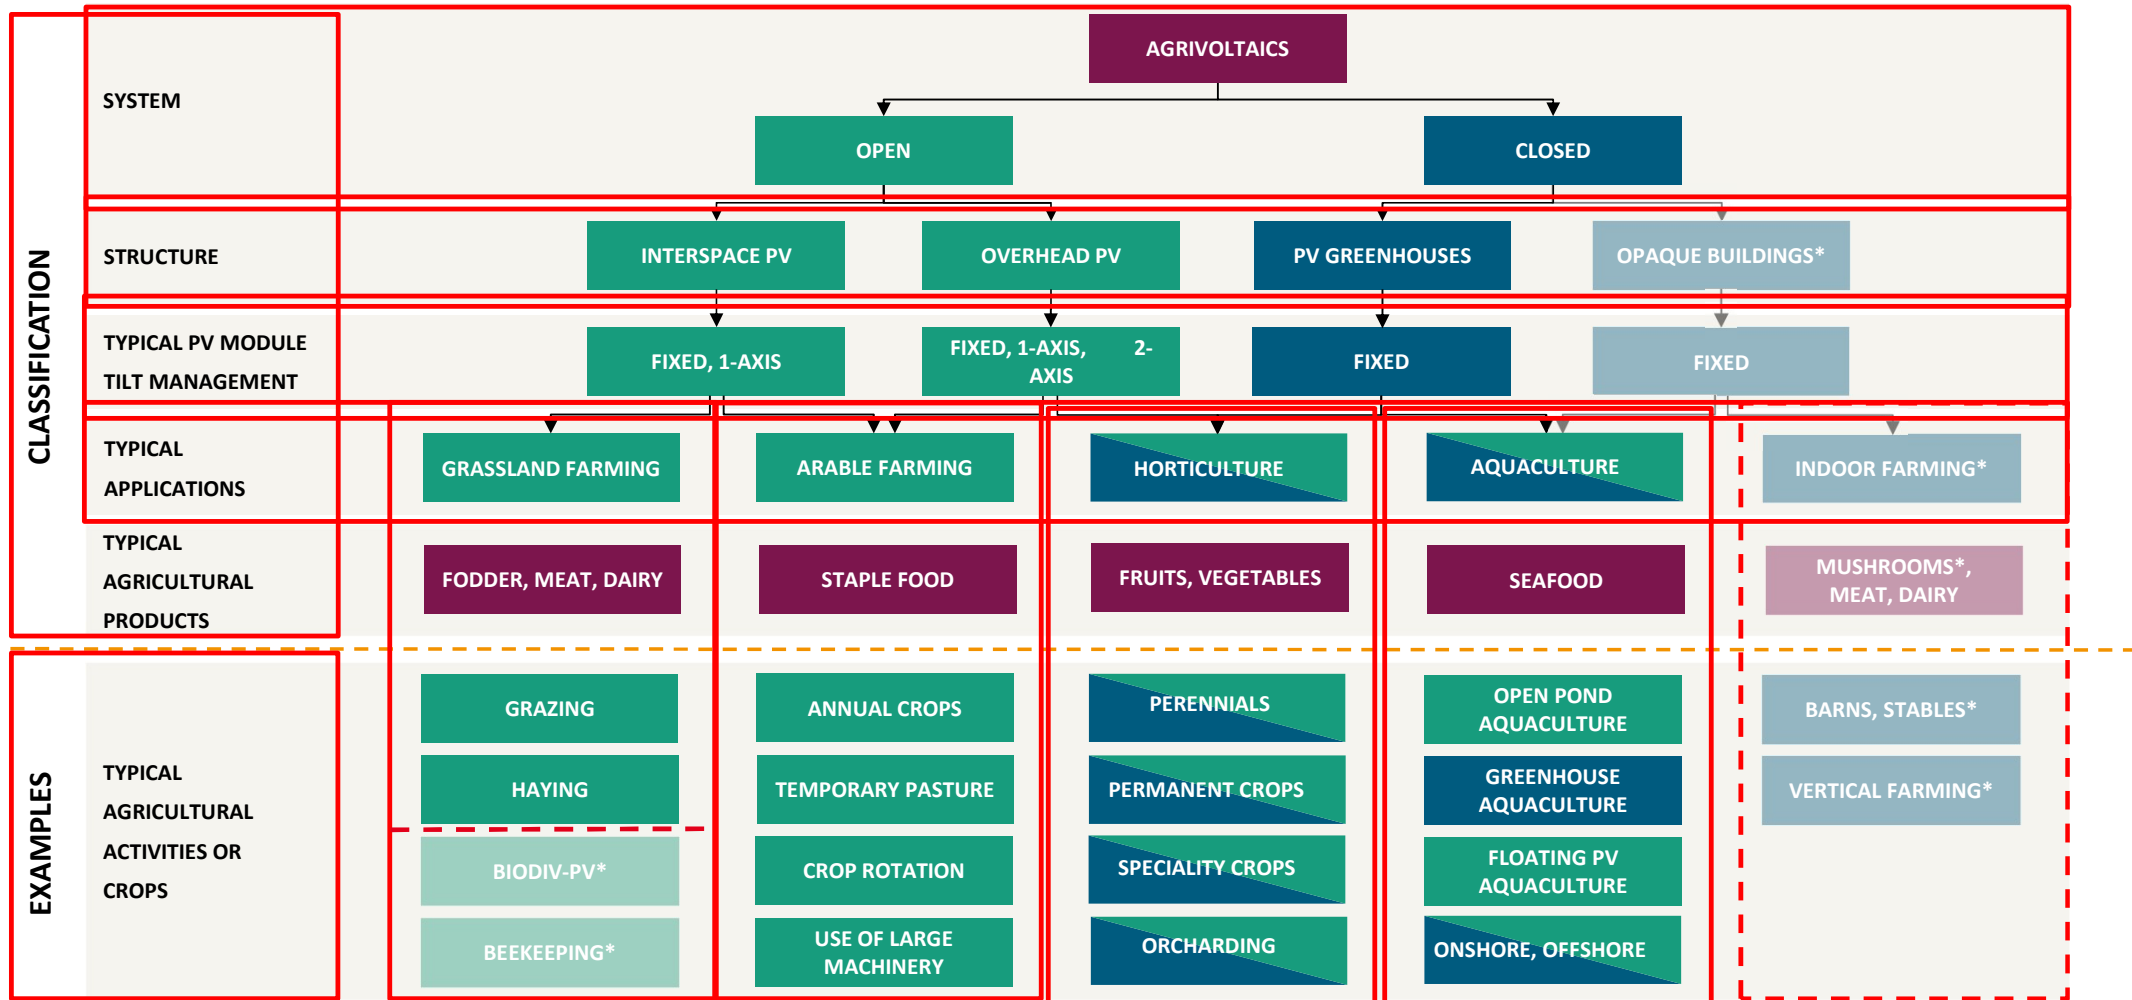 AGRIVOLTAICS
SYSTEM
OPEN
CLOSED
CLASSIFICATION
STRUCTURE
INTERSPACE PV
OVERHEAD PV
PV GREENHOUSES
OPAQUE BUILDINGS*
TYPICAL PV MODULE
TILT MANAGEMENT
FIXED, 1-AXIS
FIXED, 1-AXIS, 2-
AXIS
FIXED
FIXED
TYPICAL
APPLICATIONS
GRASSLAND FARMING
ARABLE FARMING
HORTICULTURE
AQUACULTURE
INDOOR FARMING*
TYPICAL
AGRICULTURAL
PRODUCTS
FODDER, MEAT, DAIRY
STAPLE FOOD
FRUITS, VEGETABLES
SEAFOOD
MUSHROOMS*,
MEAT, DAIRY
EXAMPLES
TYPICAL
AGRICULTURAL
ACTIVITIES OR
CROPS
GRAZING
ANNUAL CROPS
PERENNIALS
OPEN POND
AQUACULTURE
BARNS, STABLES*
HAYING
TEMPORARY PASTURE
PERMANENT CROPS
GREENHOUSE
AQUACULTURE
VERTICAL FARMING*
BIODIV-PV*
CROP ROTATION
SPECIALITY CROPS
FLOATING PV
AQUACULTURE
BEEKEEPING*
USE OF LARGE
MACHINERY
ORCHARDING
ONSHORE, OFFSHORE